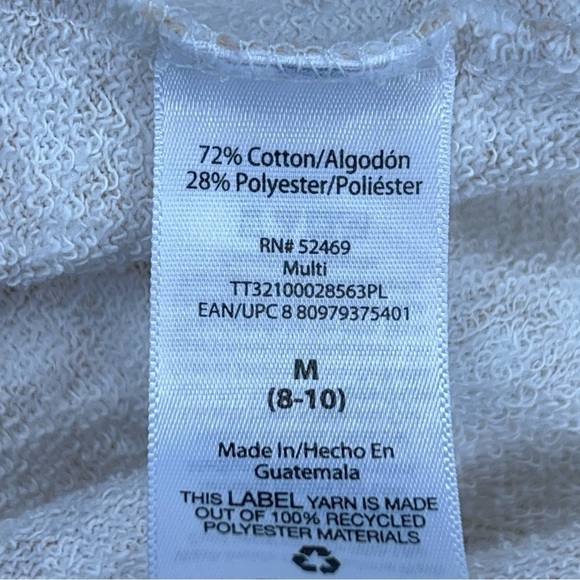 72% Cotton/Algodón
28% Polyester/Poliéster
RN# 52469
Multi
TT32100028563PL
EAN/UPC 8 80979375401
M
(8-10)
Made In/Hecho En
Guatemala
THIS LABEL YARN IS MADE
OUT OF 100% RECYCLED
POLYESTER MATERIALS